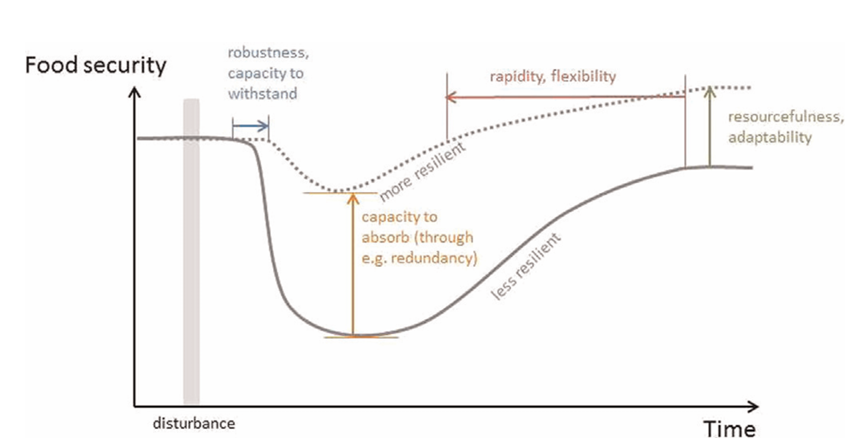 Food security
robustness,
capacity to
withstand
rapidity, flexibility
resourcefulness,
adaptability
more resilient
capacity to
absorb (through
e.g. redundancy)
less resilient
disturbance
Time